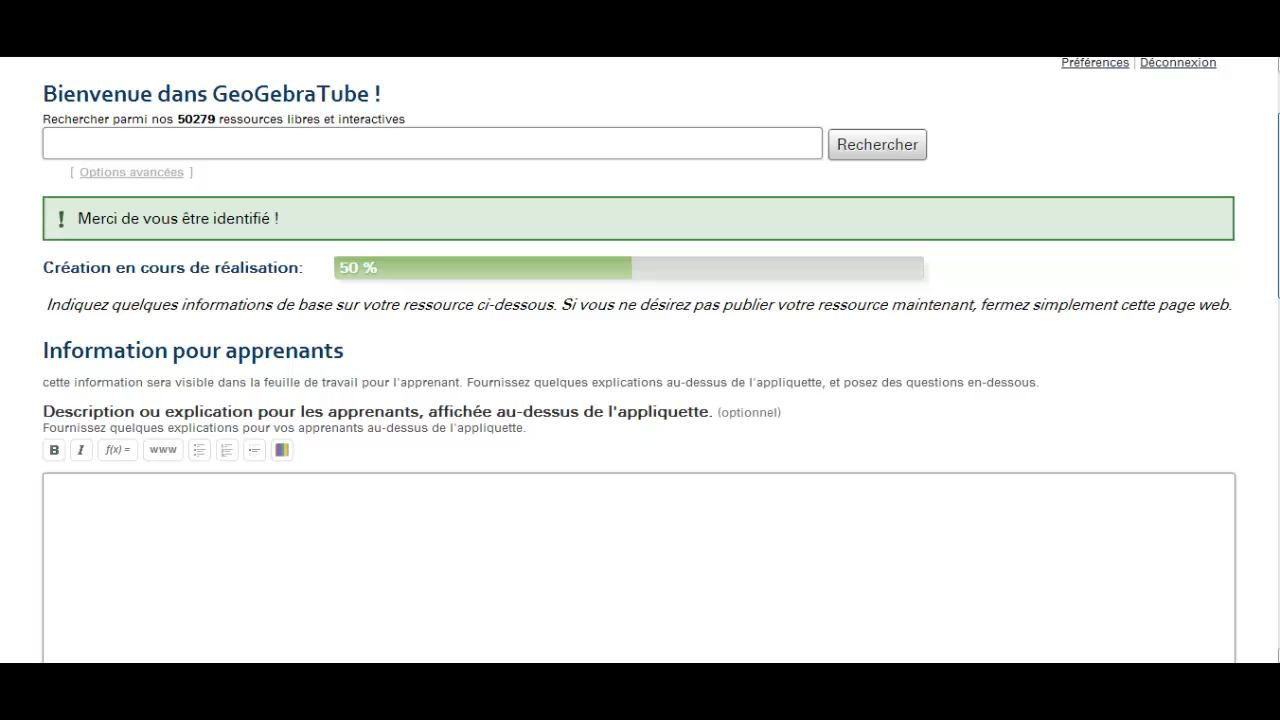 Préférences | Déconnexion
Bienvenue dans GeoGebraTube !
Rechercher parmi nos 50279 ressources libres et interactives
Rechercher
[ Options avancées ]
! Merci de vous être identifié !
Création en cours de réalisation: 50 %
Indiquez quelques informations de base sur votre ressource ci-dessous. Si vous ne désirez pas publier votre ressource maintenant, fermez simplement cette page web.
Information pour apprenants
cette information sera visible dans la feuille de travail pour l'apprenant. Fournissez quelques explications au-dessus de l'appliquette, et posez des questions en-dessous.
Description ou explication pour les apprenants, affichée au-dessus de l'appliquette. (optionnel)
Fournissez quelques explications pour vos apprenants au-dessus de l'appliquette.
B I f(x) = www